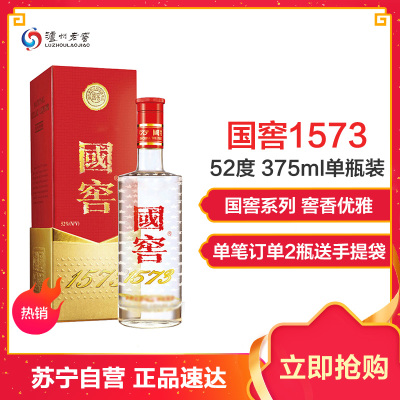 泸州老窖
LUZHOULAOJIAO
国窖1573
52度 375ml单瓶装
国窖系列 窖香优雅
单笔订单2瓶送手提袋
國窖
1573
國窖
1573
热销
苏宁自营 正品速达
立即抢购